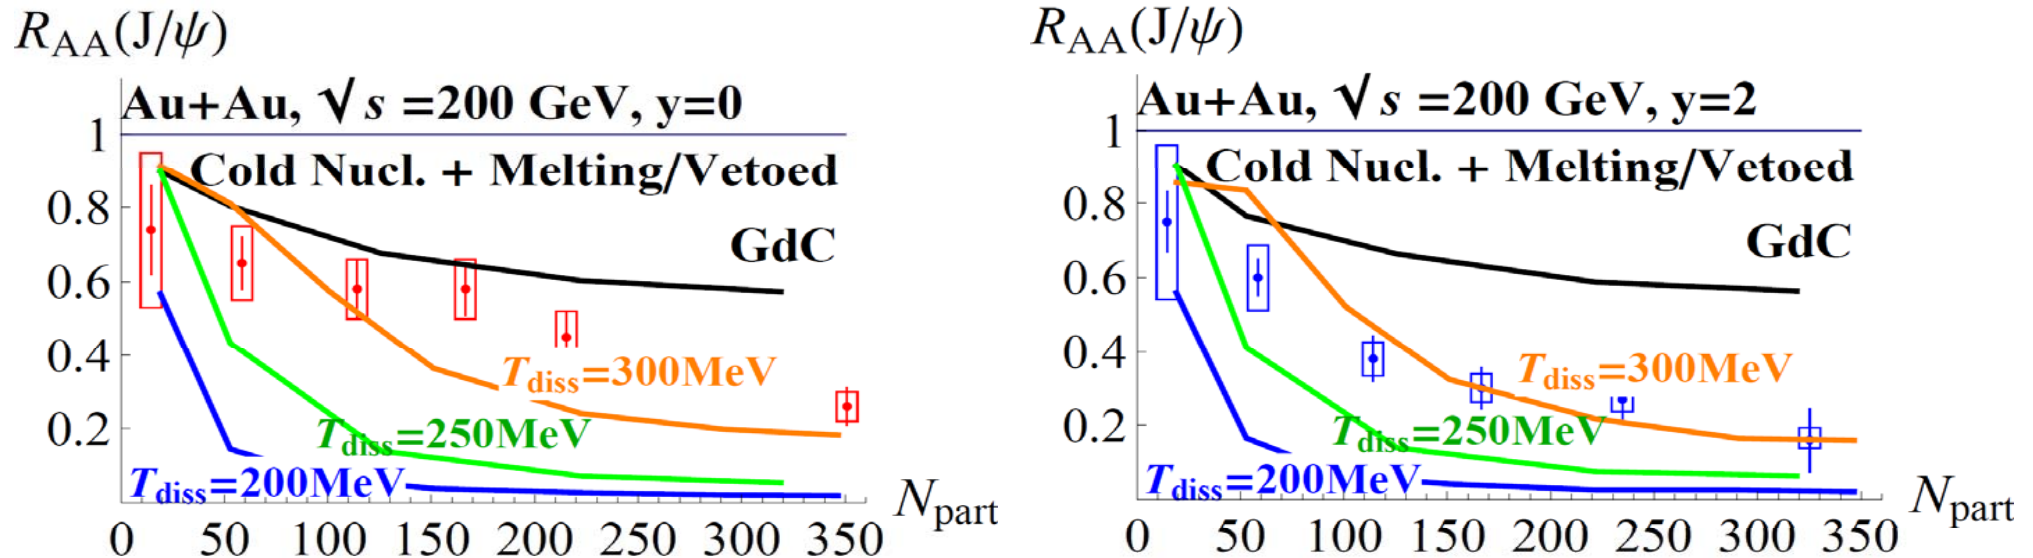 R_AA(J/ψ)
Au+Au, √s =200 GeV, y=0
1
Cold Nucl. + Melting/Vetoed
0.8
GdC
0.6
0.4
T_diss=300MeV
0.2
T_diss=250MeV
T_diss=200MeV
N_part
0 50 100 150 200 250 300 350
R_AA(J/ψ)
Au+Au, √s =200 GeV, y=2
1
Cold Nucl. + Melting/Vetoed
0.8
GdC
0.6
0.4
T_diss=300MeV
0.2
T_diss=250MeV
T_diss=200MeV
N_part
0 50 100 150 200 250 300 350